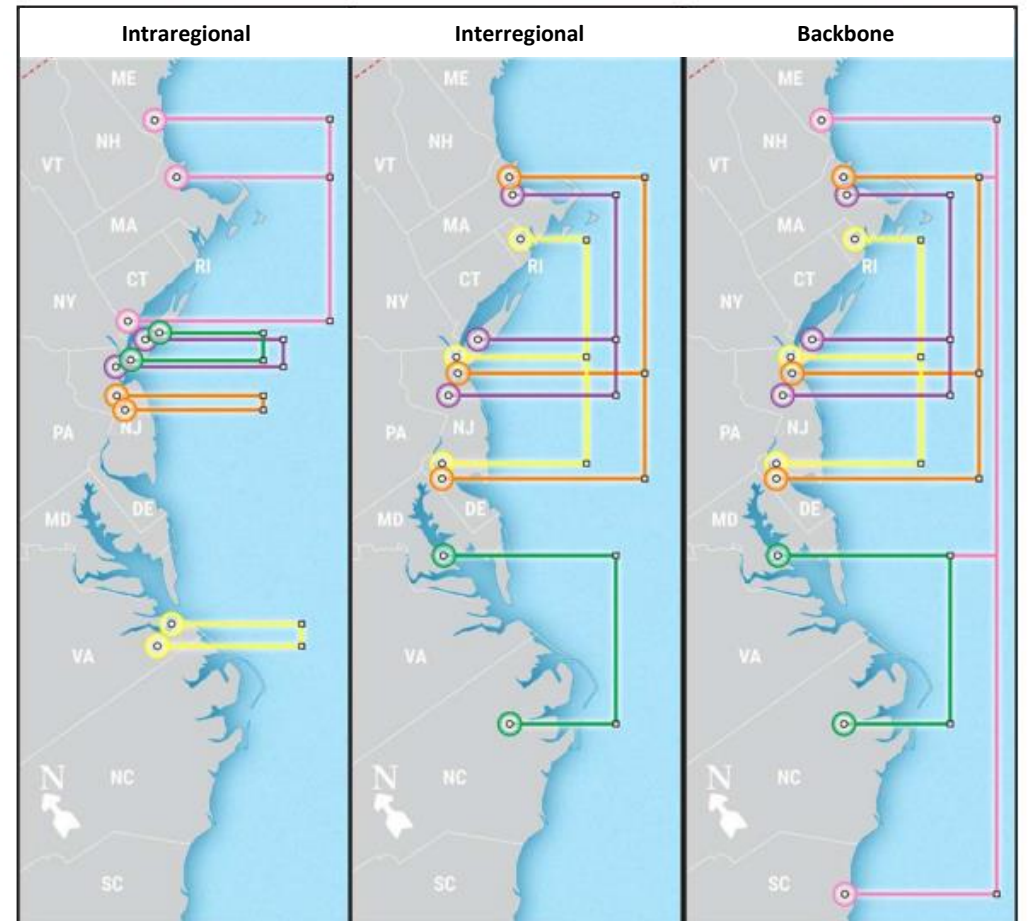 Intraregional
ME
NH
VT
MA
RI
CT
NY
NJ
PA
DE
MD
VA
N
NC
SC
Interregional
ME
NH
VT
MA
RI
CT
NY
NJ
PA
DE
MD
VA
N
NC
SC
Backbone
ME
NH
VT
MA
RI
CT
NY
NJ
PA
DE
MD
VA
N
NC
SC